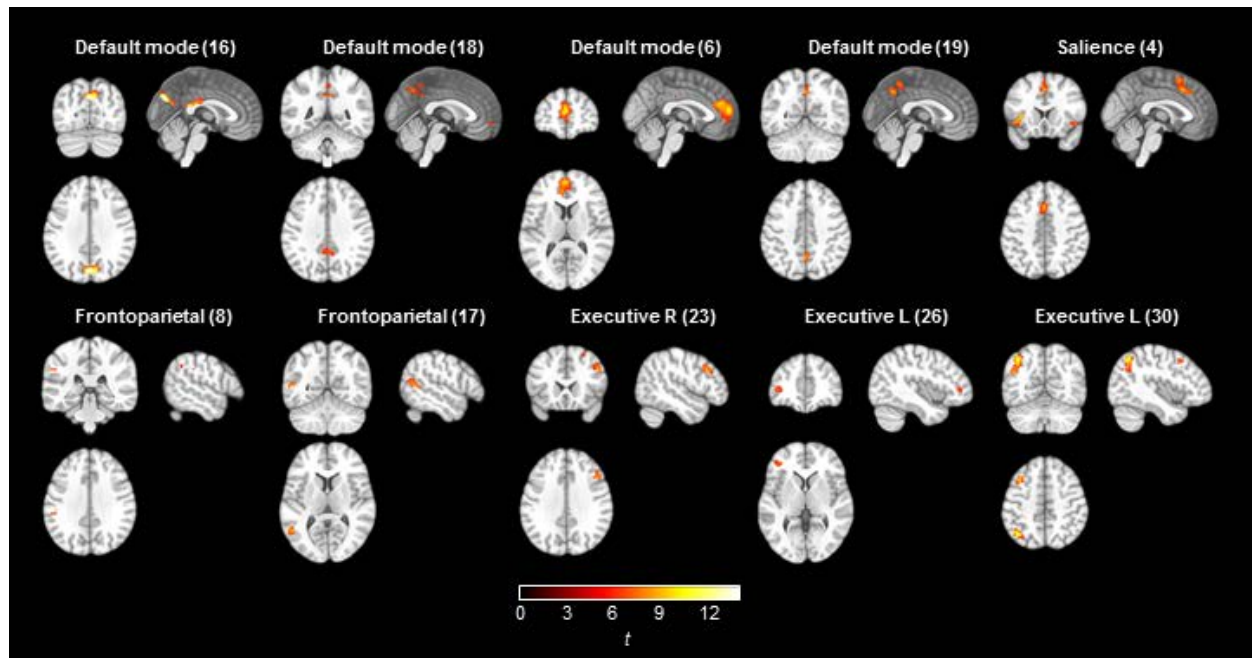 Default mode (16)
Default mode (18)
Default mode (6)
Default mode (19)
Salience (4)
Frontoparietal (8)
Frontoparietal (17)
Executive R (23)
Executive L (26)
Executive L (30)
0 3 6 9 12
t